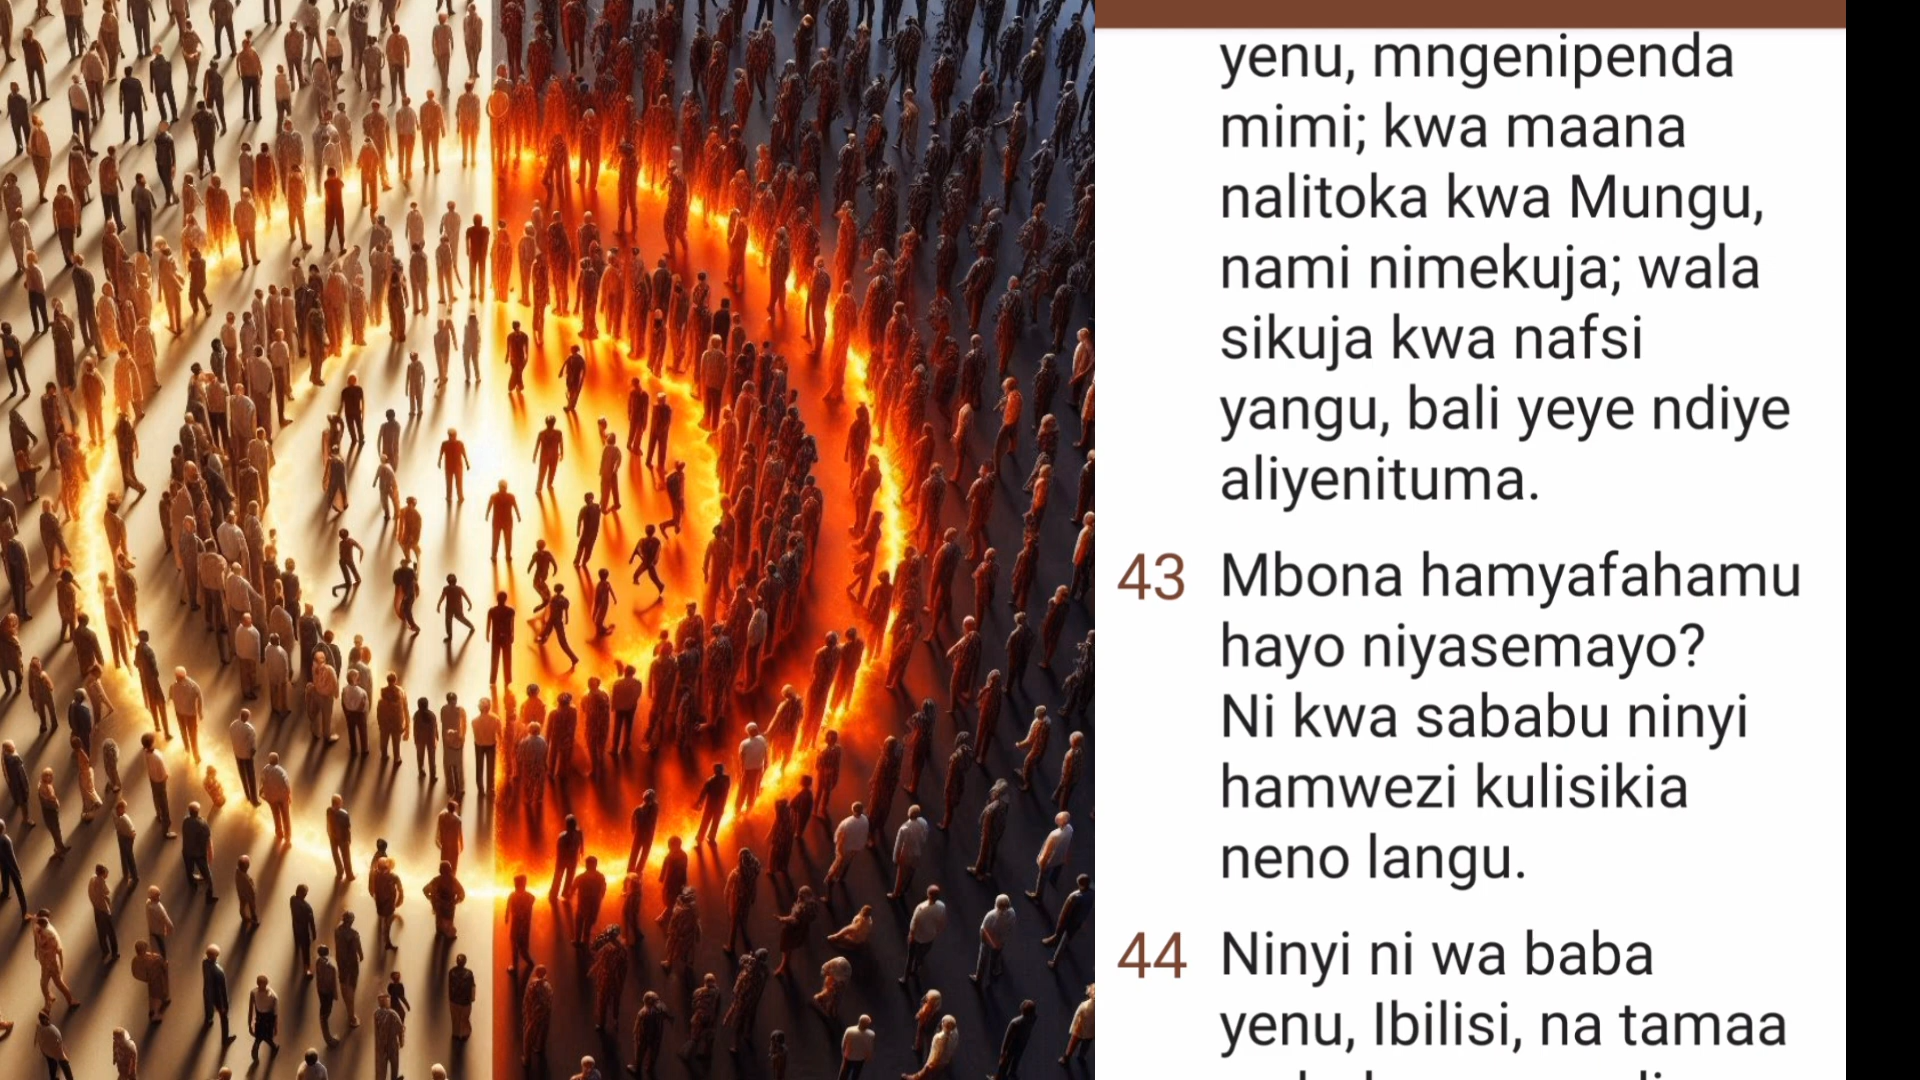 yenu, mngenipenda
mimi; kwa maana
nalitoka kwa Mungu,
nami nimekuja; wala
sikuja kwa nafsi
yangu, bali yeye ndiye
aliyenituma.
43 Mbona hamyafahamu
hayo niyasemayo?
Ni kwa sababu ninyi
hamwezi kulisikia
neno langu.
44 Ninyi ni wa baba
yenu, Ibilisi, na tamaa